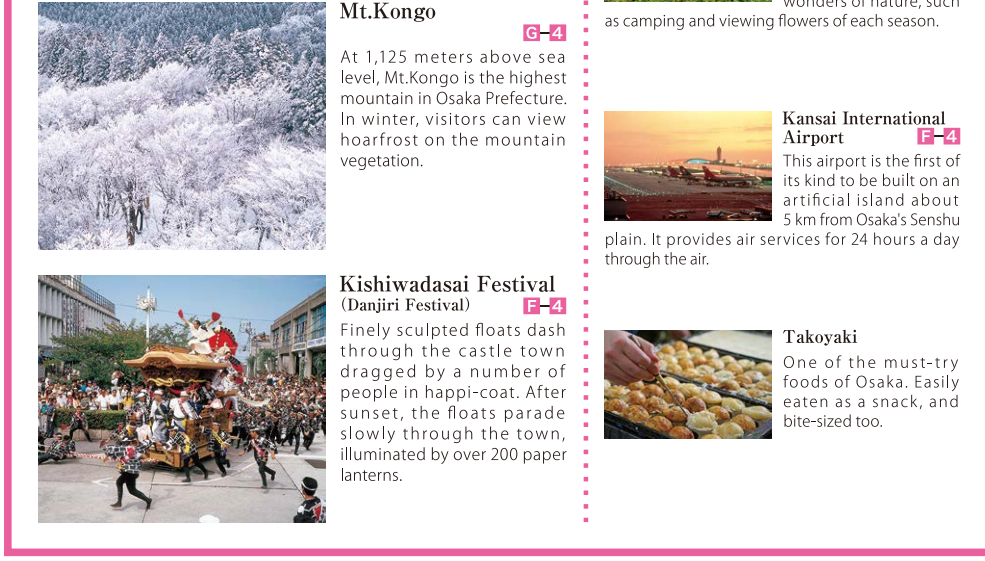 Mt.Kongo
G–4
At 1,125 meters above sea
level, Mt.Kongo is the highest
mountain in Osaka Prefecture.
In winter, visitors can view
hoarfrost on the mountain
vegetation.
Kishiwadasai Festival
(Danjiri Festival)
F–4
Finely sculpted floats dash
through the castle town
dragged by a number of
people in happi-coat. After
sunset, the floats parade
slowly through the town,
illuminated by over 200 paper
lanterns.
wonders of nature, such
as camping and viewing flowers of each season.
Kansai International
Airport
F–4
This airport is the first of
its kind to be built on an
artificial island about
5 km from Osaka's Senshu
plain. It provides air services for 24 hours a day
through the air.
Takoyaki
One of the must-try
foods of Osaka. Easily
eaten as a snack, and
bite-sized too.